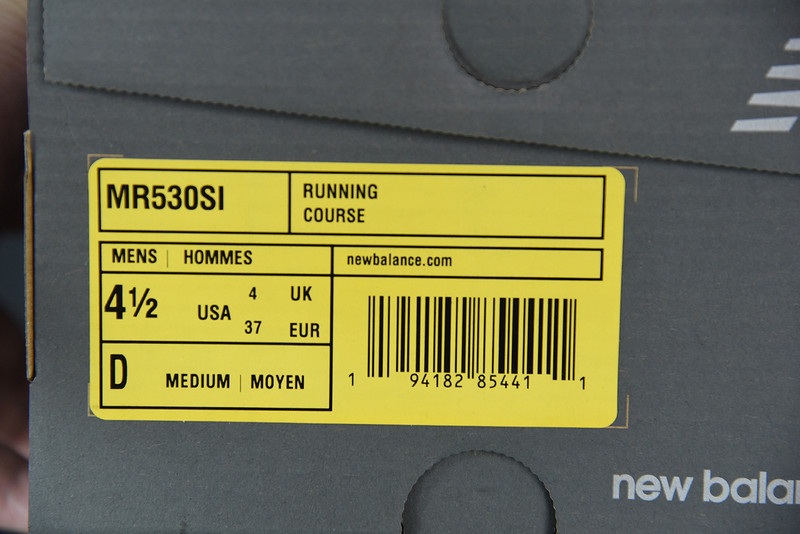 MR530SI
RUNNING
COURSE
MENS | HOMMES
newbalance.com
4½ USA 4 UK
37 EUR
D MEDIUM | MOYEN
1 94182 85441 1
new balan